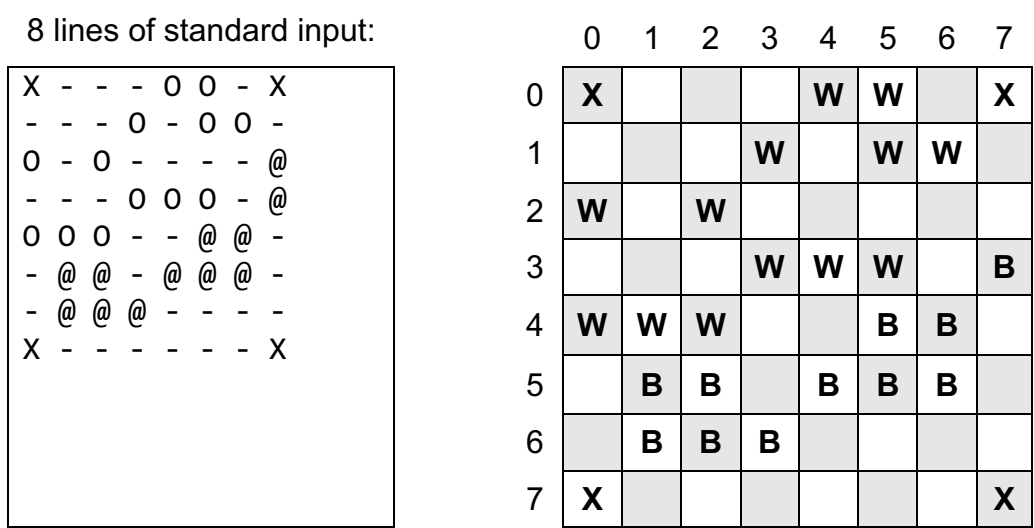 8 lines of standard input:
X - - - O O - X
- - - O - O O -
O - O - - - - @
- - - O O O - @
O O O - - @ @ -
- @ @ - @ @ @ -
- @ @ @ - - - -
X - - - - - - X
0 1 2 3 4 5 6 7
0 X W W X
1 W W W
2 W W
3 W W W B
4 W W W B B
5 B B B B B
6 B B B
7 X X